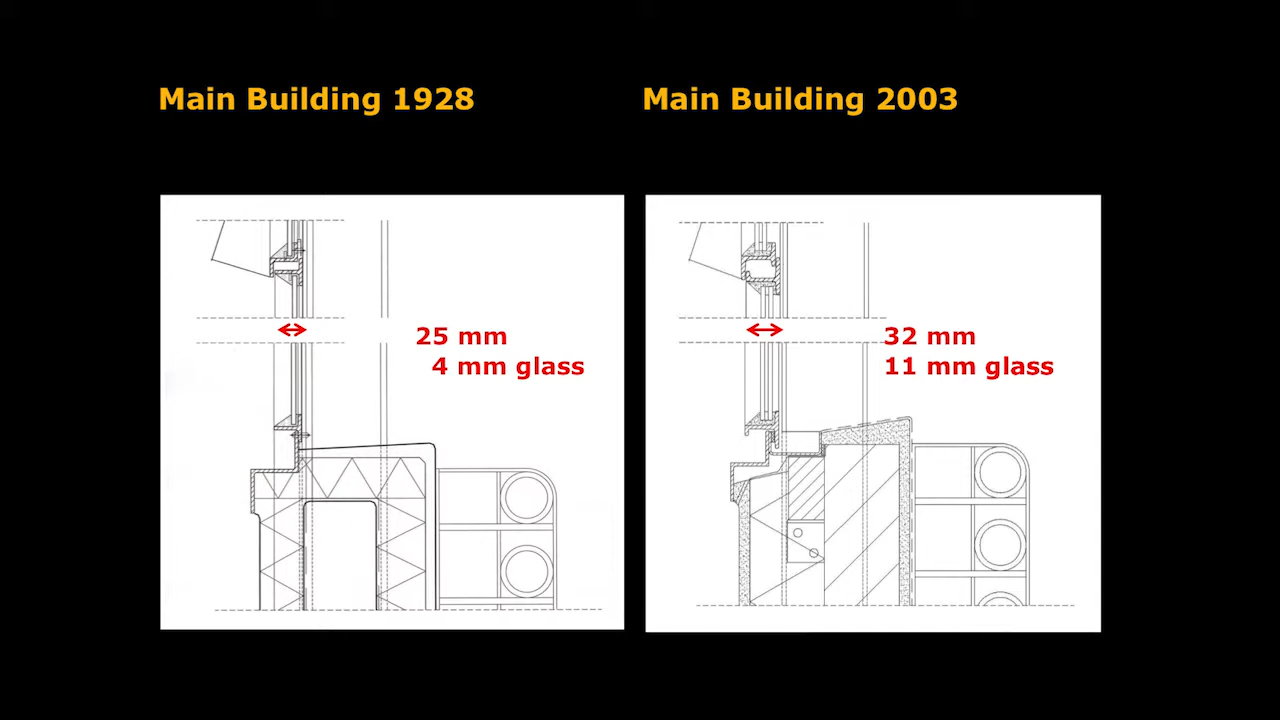 Main Building 1928
Main Building 2003
25 mm
4 mm glass
32 mm
11 mm glass